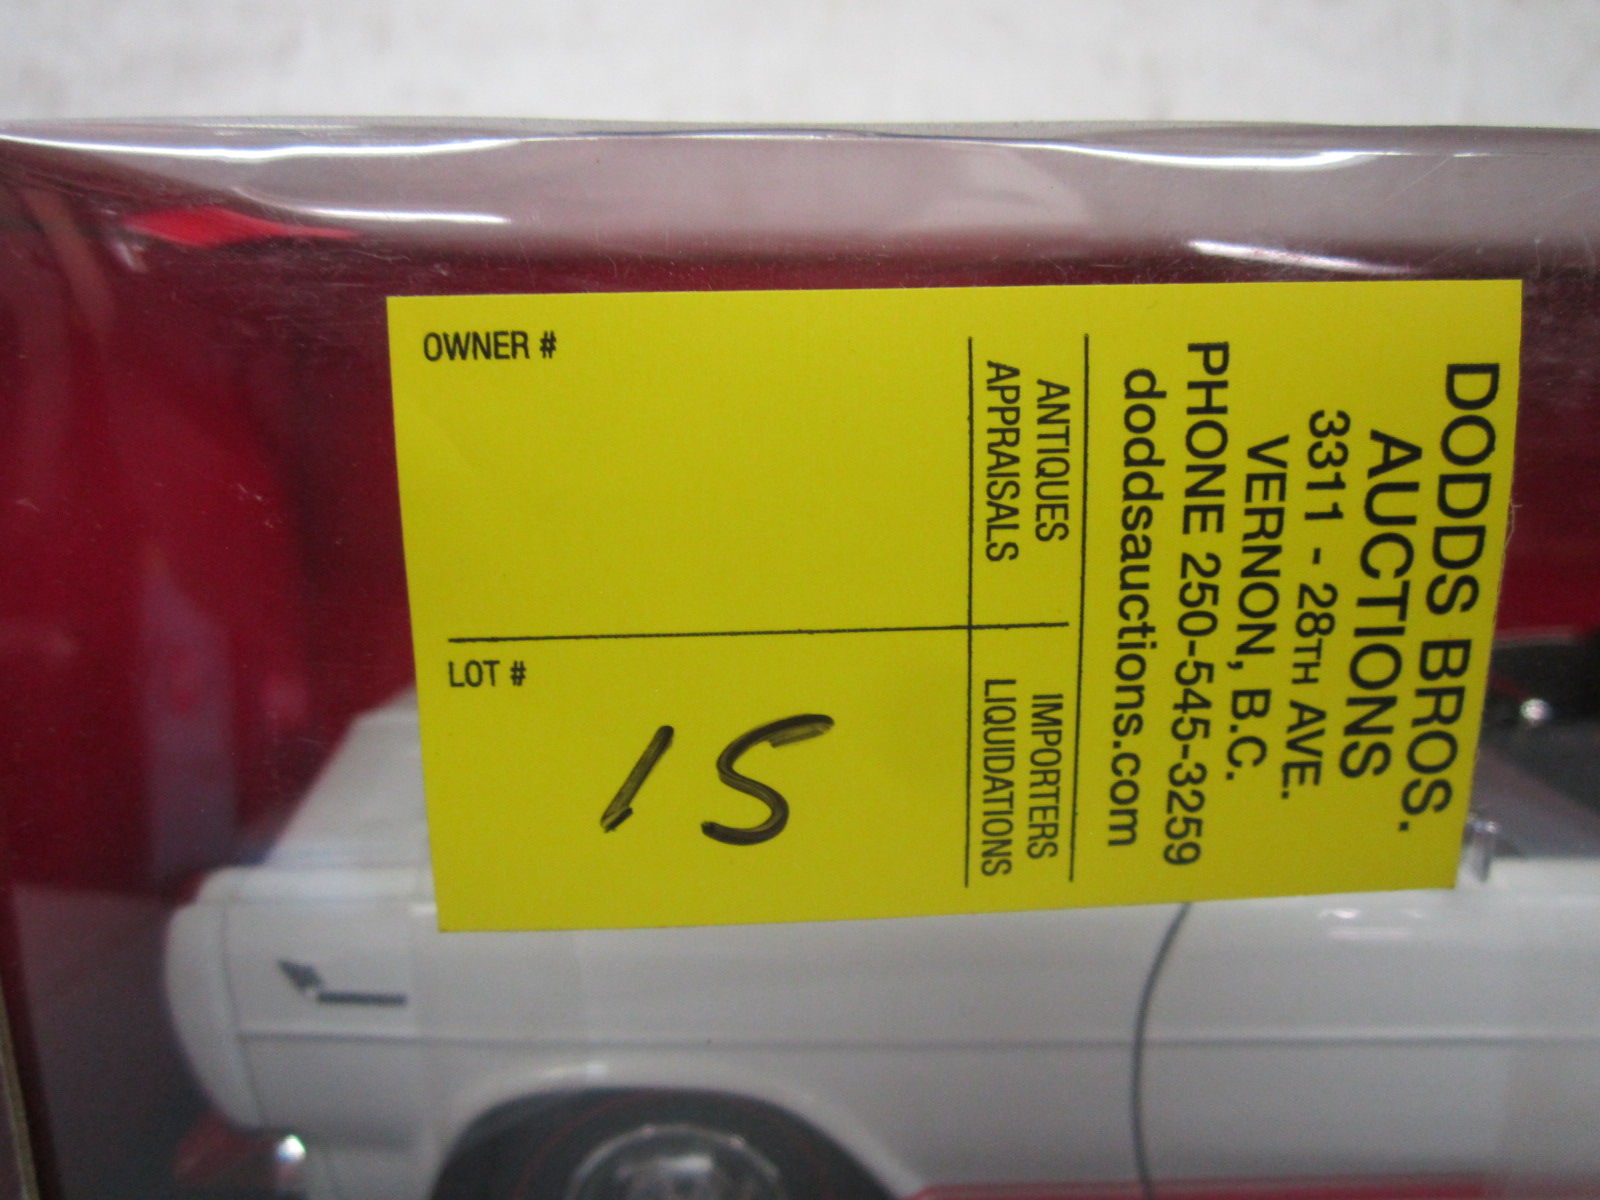 DODDS BROS.
AUCTIONS
3311 - 28TH AVE.
VERNON, B.C.
PHONE 250-545-3259
doddsauctions.com
ANTIQUES
APPRAISALS
IMPORTERS
LIQUIDATIONS
OWNER #
LOT #
15